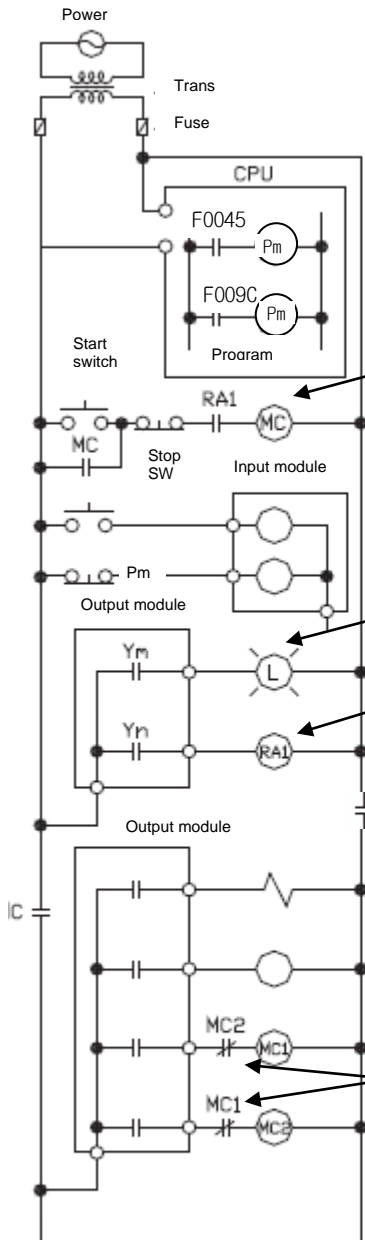 Power
Trans
Fuse
CPU
F0045
Pm
F009C
Pm
Program
Start
switch
RA1
MC
MC
Stop
SW
Input module
Pm
Output module
Ym
L
Yn
RA1
Output module
C
MC2
MC1
MC1
MC2